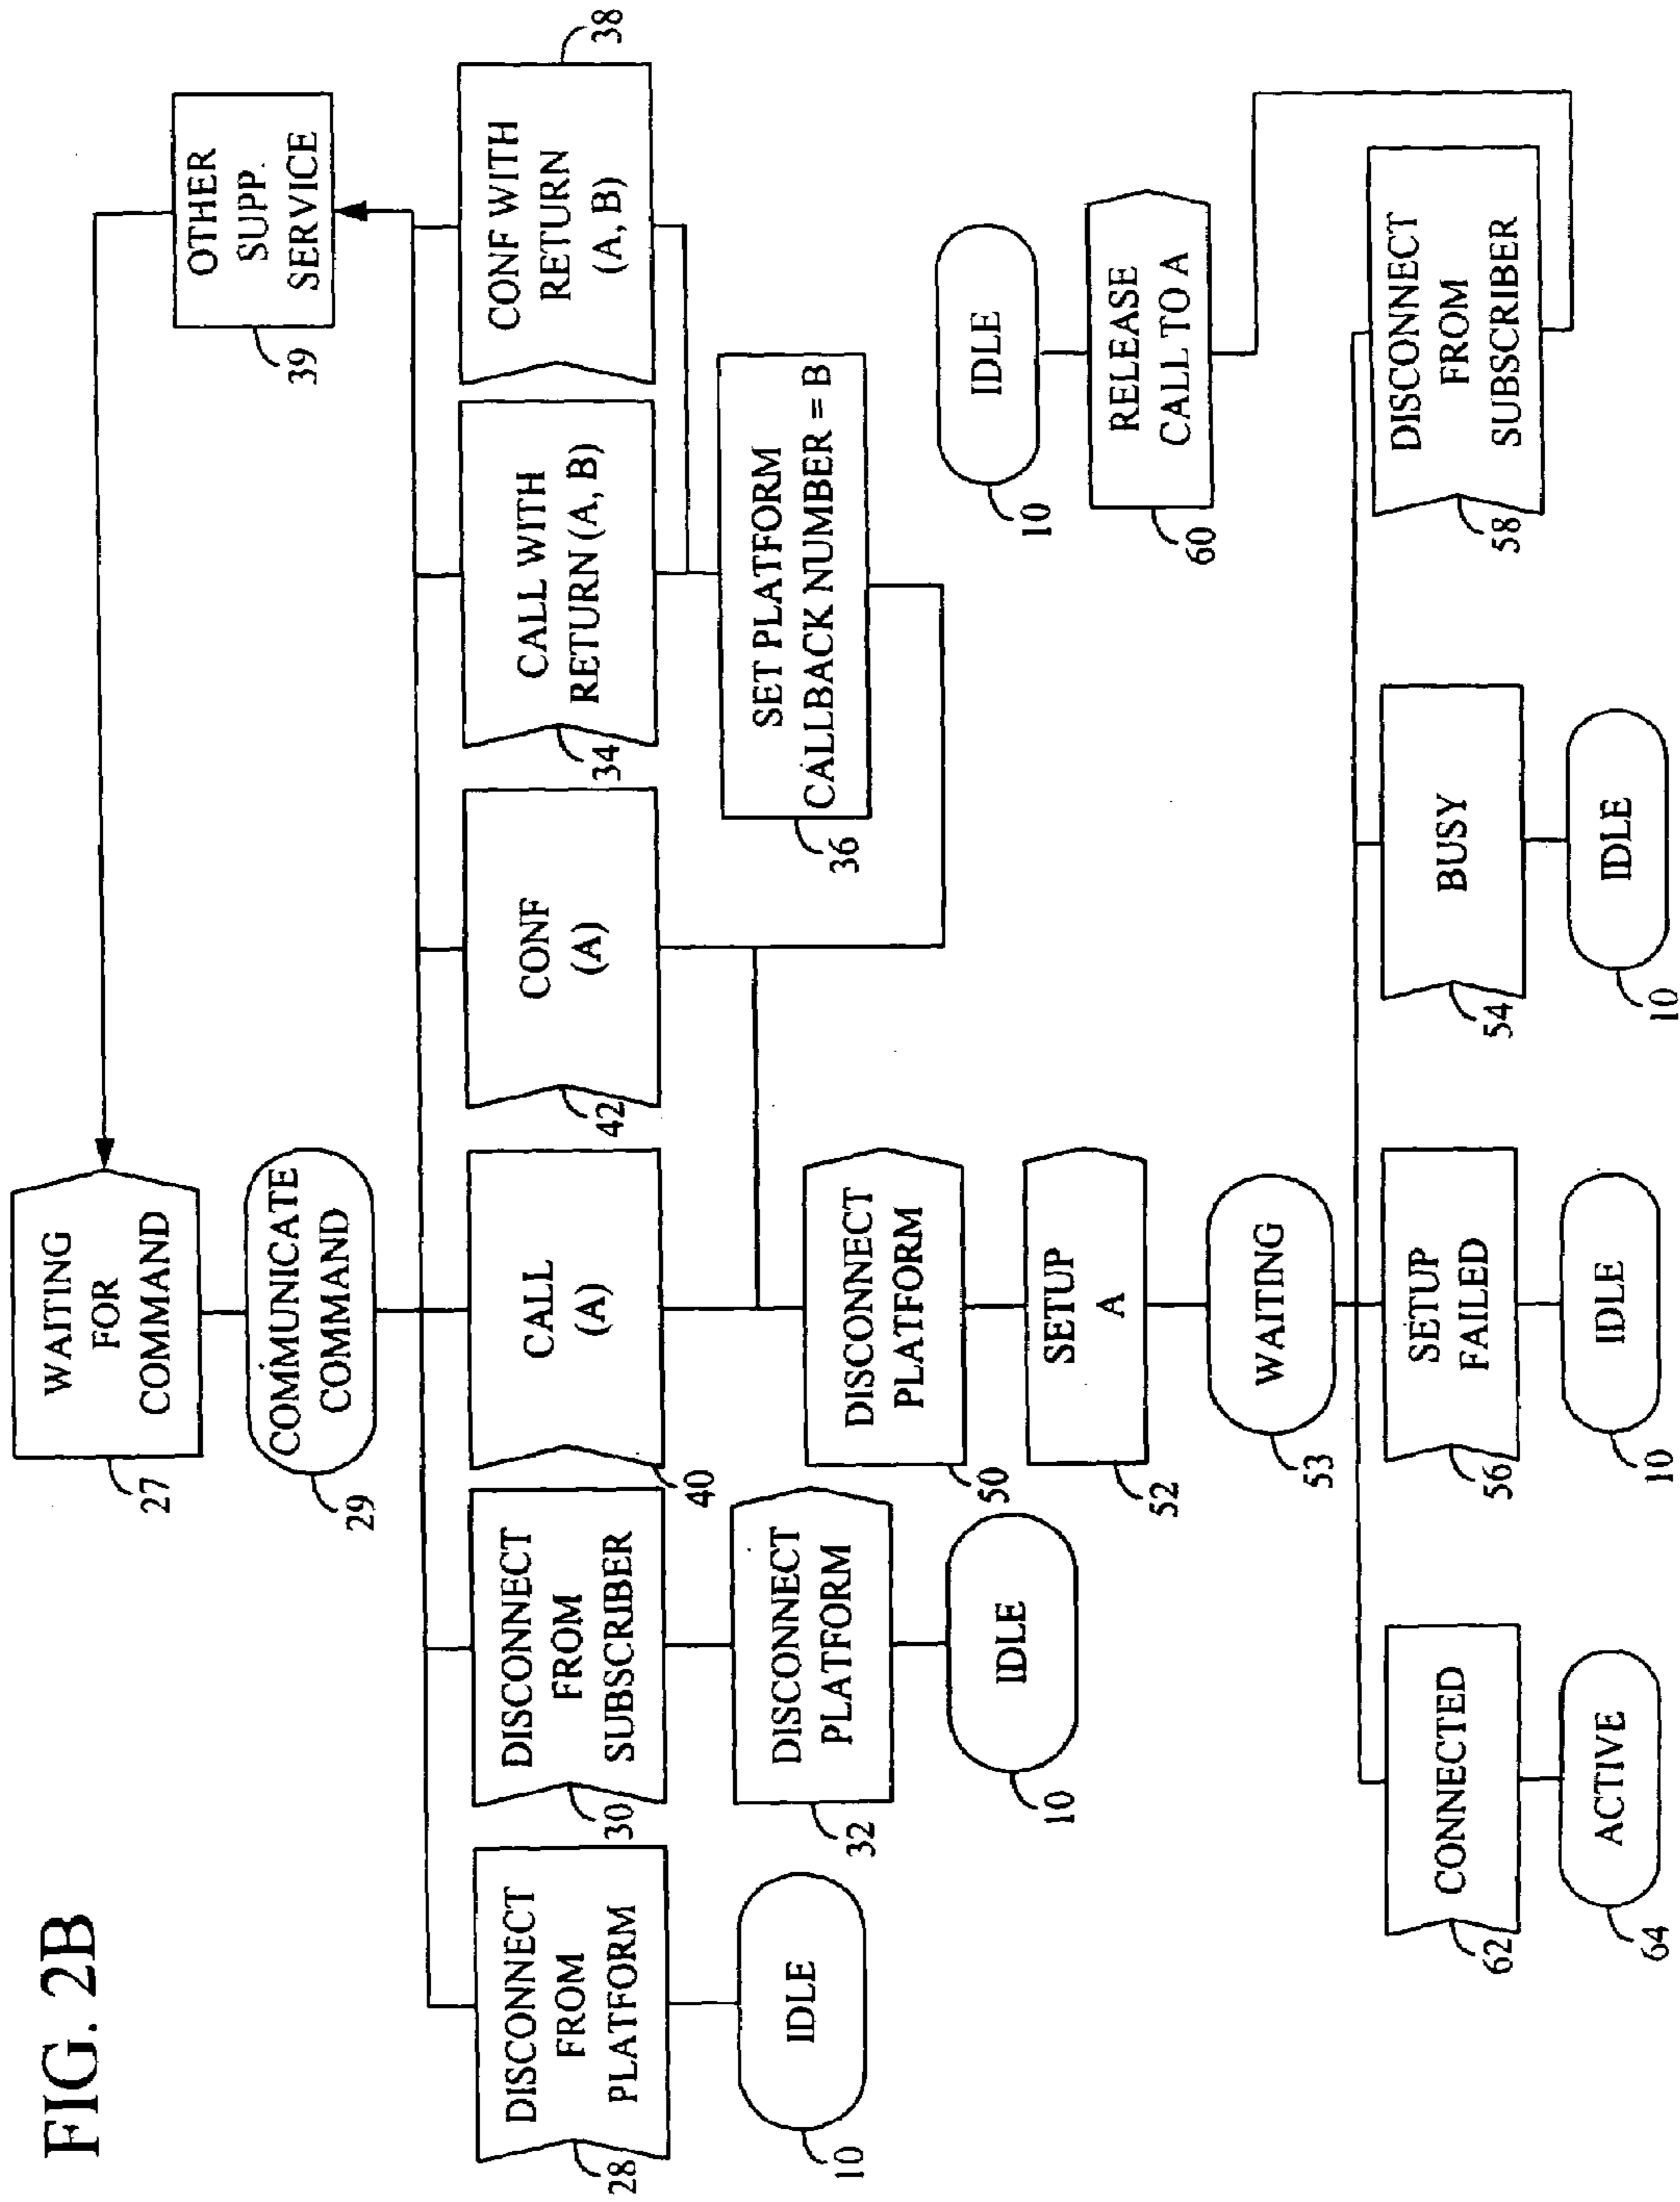 FIG. 2B
WAITING
FOR
COMMAND
27
COMMUNICATE
COMMAND
29
OTHER
SUPP.
SERVICE
39
DISCONNECT
FROM
PLATFORM
28
IDLE
10
DISCONNECT
FROM
SUBSCRIBER
30
DISCONNECT
PLATFORM
32
IDLE
10
CALL
(A)
40
CONF
(A)
42
CALL WITH
RETURN (A, B)
34
CONF WITH
RETURN
(A, B)
38
SET PLATFORM
CALLBACK NUMBER = B
36
DISCONNECT
PLATFORM
50
SETUP
A
52
WAITING
53
IDLE
10
RELEASE
CALL TO A
60
CONNECTED
62
ACTIVE
64
SETUP
FAILED
56
IDLE
10
BUSY
54
IDLE
10
DISCONNECT
FROM
SUBSCRIBER
58